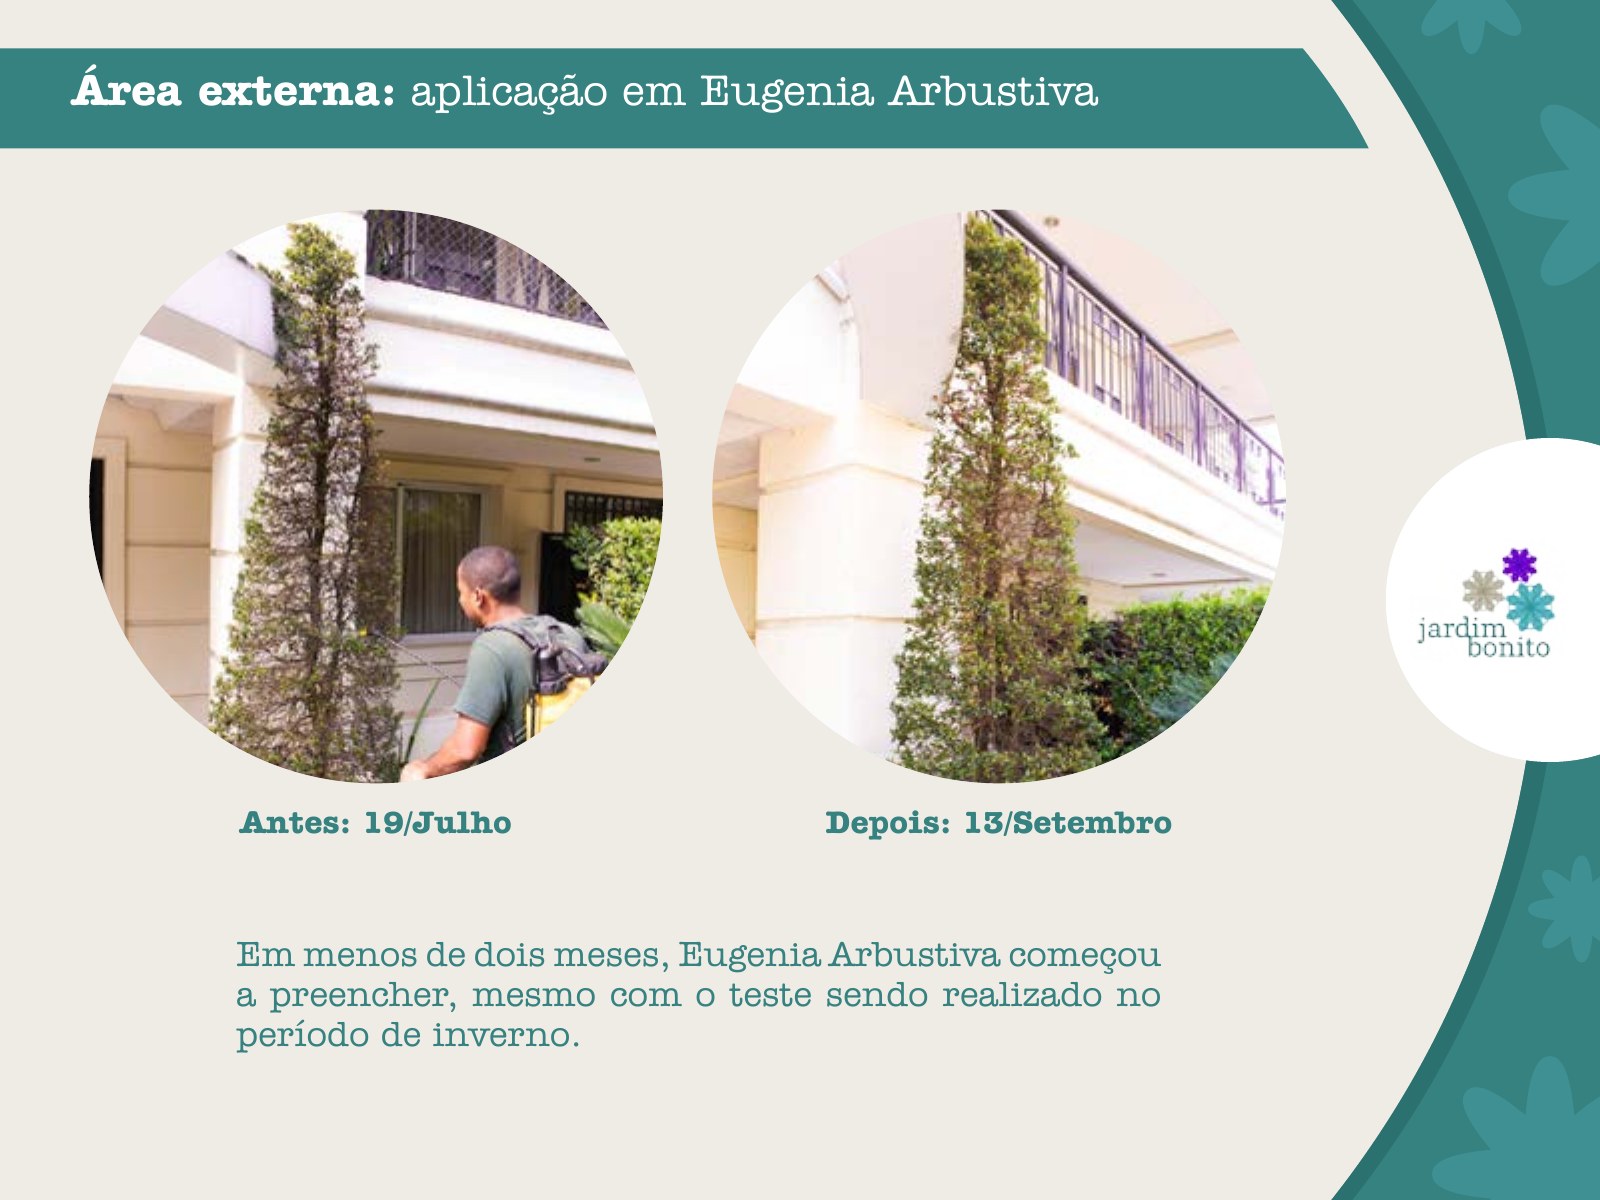 Área externa: aplicação em Eugenia Arbustiva
Antes: 19/Julho
Depois: 13/Setembro
jardim
bonito
Em menos de dois meses, Eugenia Arbustiva começou
a preencher, mesmo com o teste sendo realizado no
período de inverno.